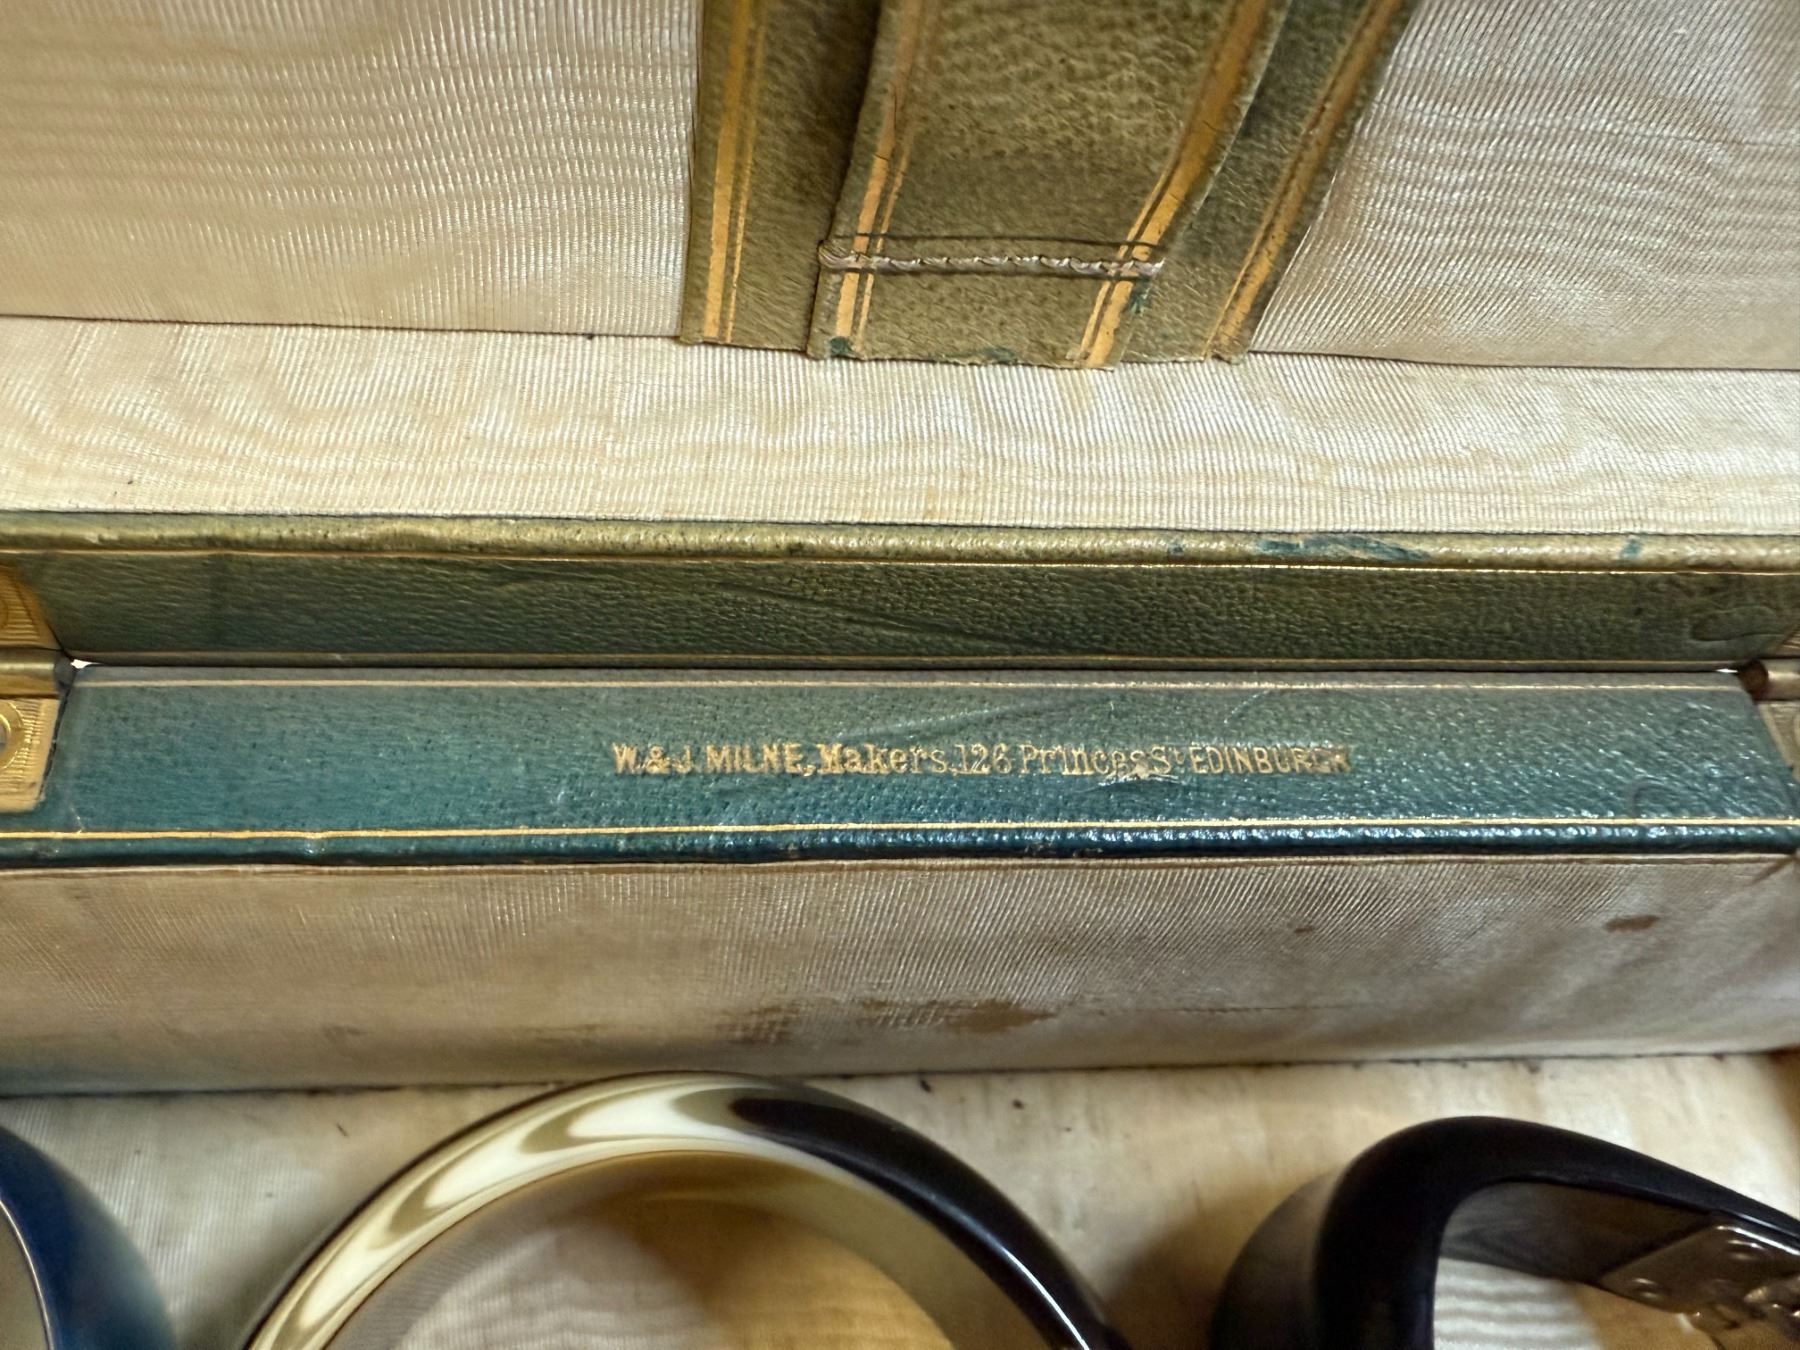 W. & J. MILNE, Makers, 126 Princes St EDINBURGH